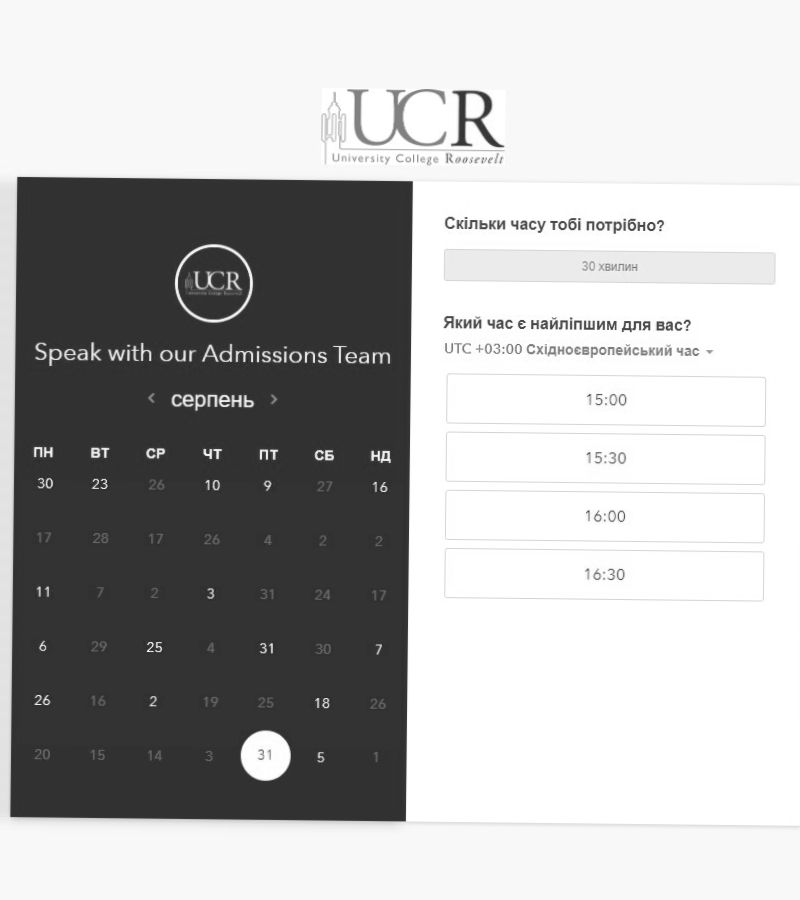 UCR
University College Roosevelt
UCR
University College Roosevelt
Speak with our Admissions Team
‹ серпень ›
ПН ВТ СР ЧТ ПТ СБ НД
30 23 26 10 9 27 16
17 28 17 26 4 2 2
11 7 2 3 31 24 17
6 29 25 4 31 30 7
26 16 2 19 25 18 26
20 15 14 3 31 5 1
Скільки часу тобі потрібно?
30 хвилин
Який час є найліпшим для вас?
UTC +03:00 Східноєвропейський час
15:00
15:30
16:00
16:30